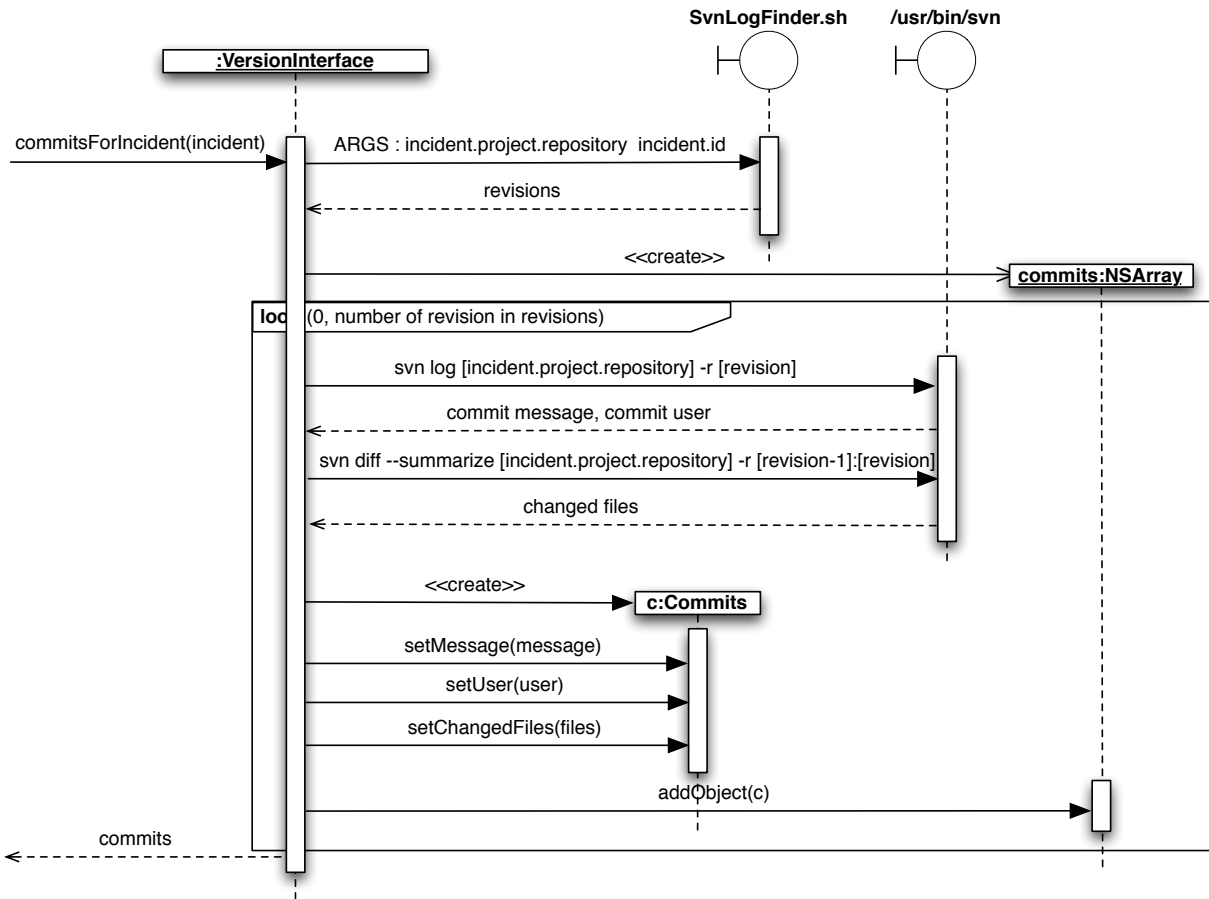 SvnLogFinder.sh
/usr/bin/svn
:VersionInterface
commitsForIncident(incident)
ARGS : incident.project.repository  incident.id
revisions
<<create>>
commits:NSArray
loo (0, number of revision in revisions)
svn log [incident.project.repository] -r [revision]
commit message, commit user
svn diff --summarize [incident.project.repository] -r [revision-1]:[revision]
changed files
<<create>>
c:Commits
setMessage(message)
setUser(user)
setChangedFiles(files)
addObject(c)
commits